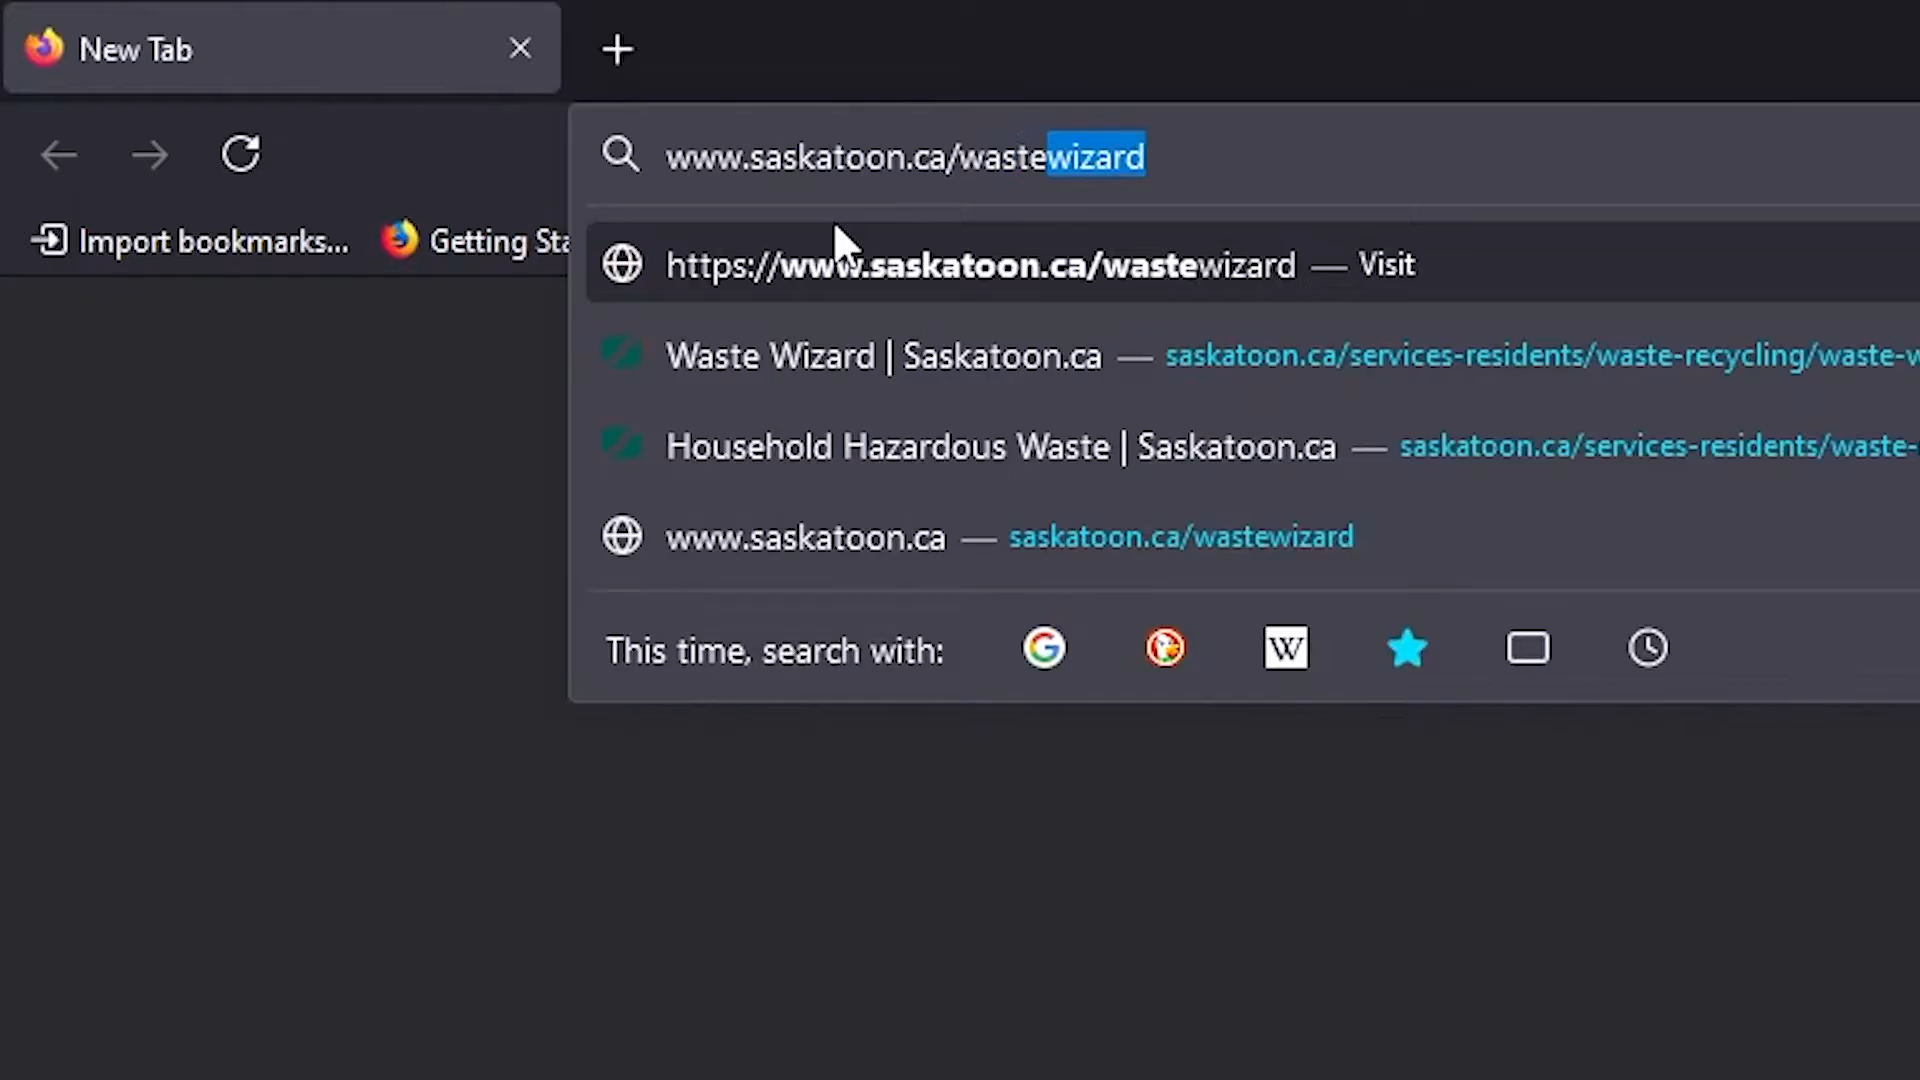 New Tab
www.saskatoon.ca/wastewizard
Import bookmarks...
Getting Sta
https://www.saskatoon.ca/wastewizard — Visit
Waste Wizard | Saskatoon.ca — saskatoon.ca/services-residents/waste-recycling/waste-w
Household Hazardous Waste | Saskatoon.ca — saskatoon.ca/services-residents/waste-
www.saskatoon.ca — saskatoon.ca/wastewizard
This time, search with:
W